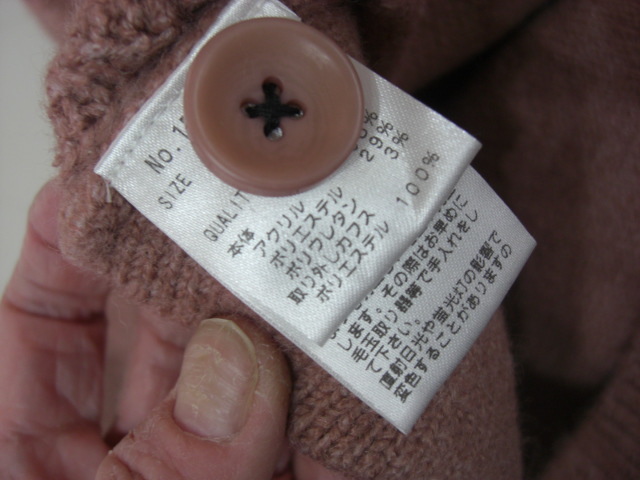 NO.
SIZE
QUALIT
本体
アクリル
ポリエステル 29%
ポリウレタン 3%
取り外しカフス
ポリエステル 100%
します。その際はお早めに
毛玉取り器等で手入れをし
て下さい。
直射日光や蛍光灯の影響で
変色することがありますの